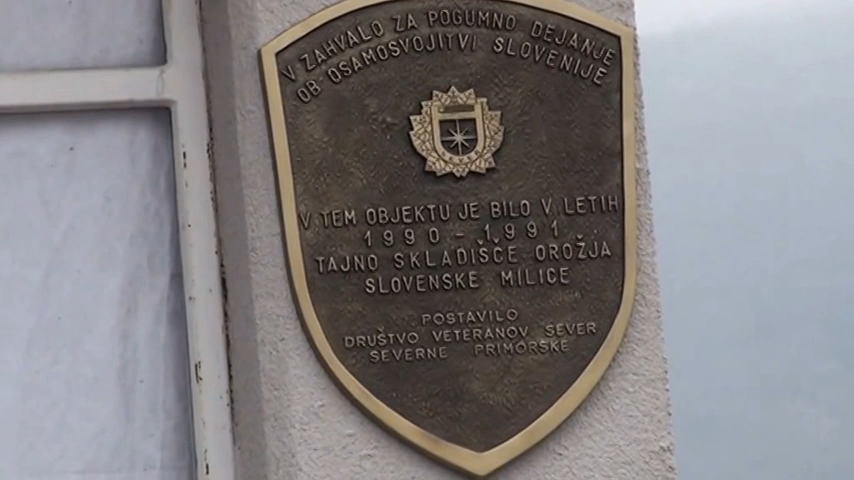 V ZAHVALO ZA POGUMNO DEJANJE
OB OSAMOSVOJITVI SLOVENIJE
SEVER
V TEM OBJEKTU JE BILO V LETIH
1990 - 1991
TAJNO SKLADIŠČE OROŽJA
SLOVENSKE MILICE
POSTAVILO
DRUŠTVO VETERANOV SEVER
SEVERNE PRIMORSKE